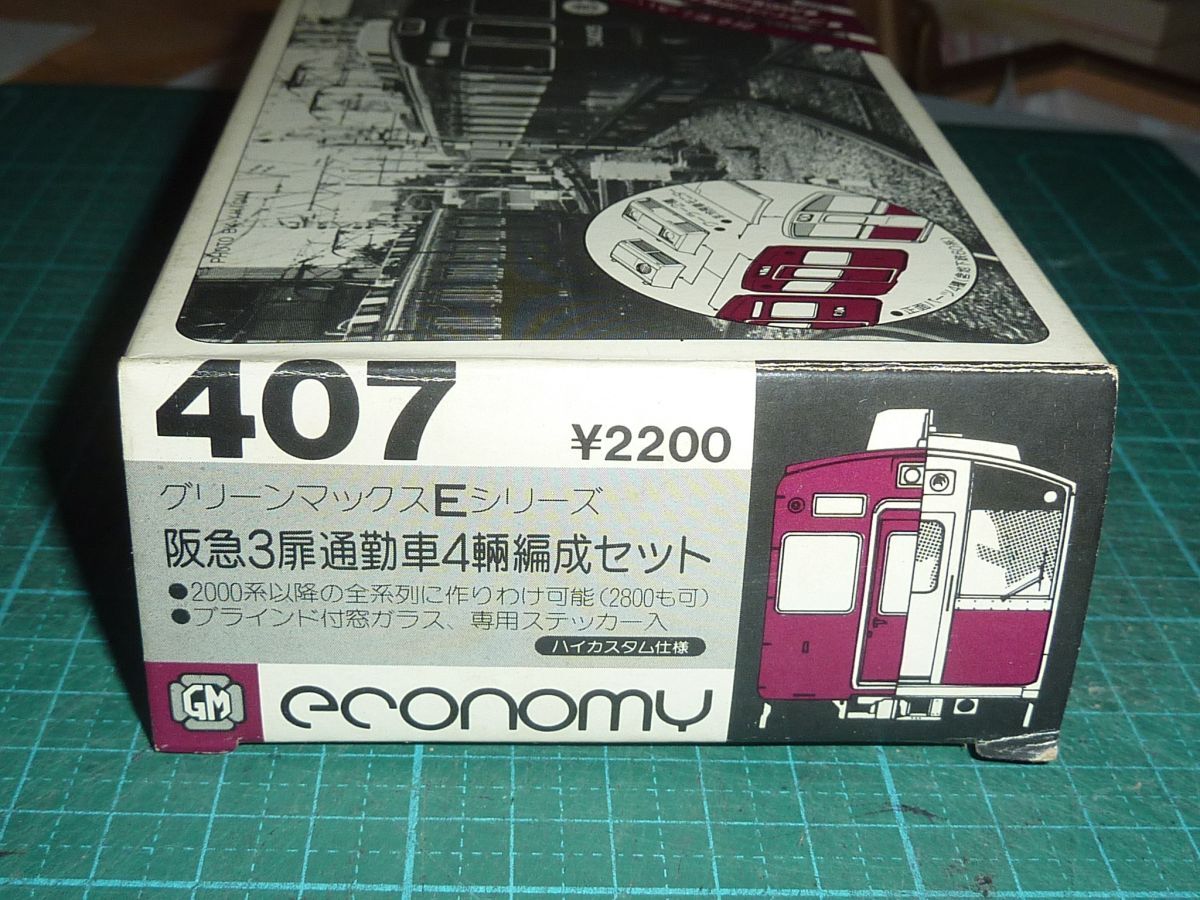 407
¥2200
グリーンマックスEシリーズ
阪急3扉通勤車4輌編成セット
●2000系以降の全系列に作りわけ可能(2800も可)
●ブラインド付窓ガラス、専用ステッカー入
ハイカスタム仕様
GM
economy